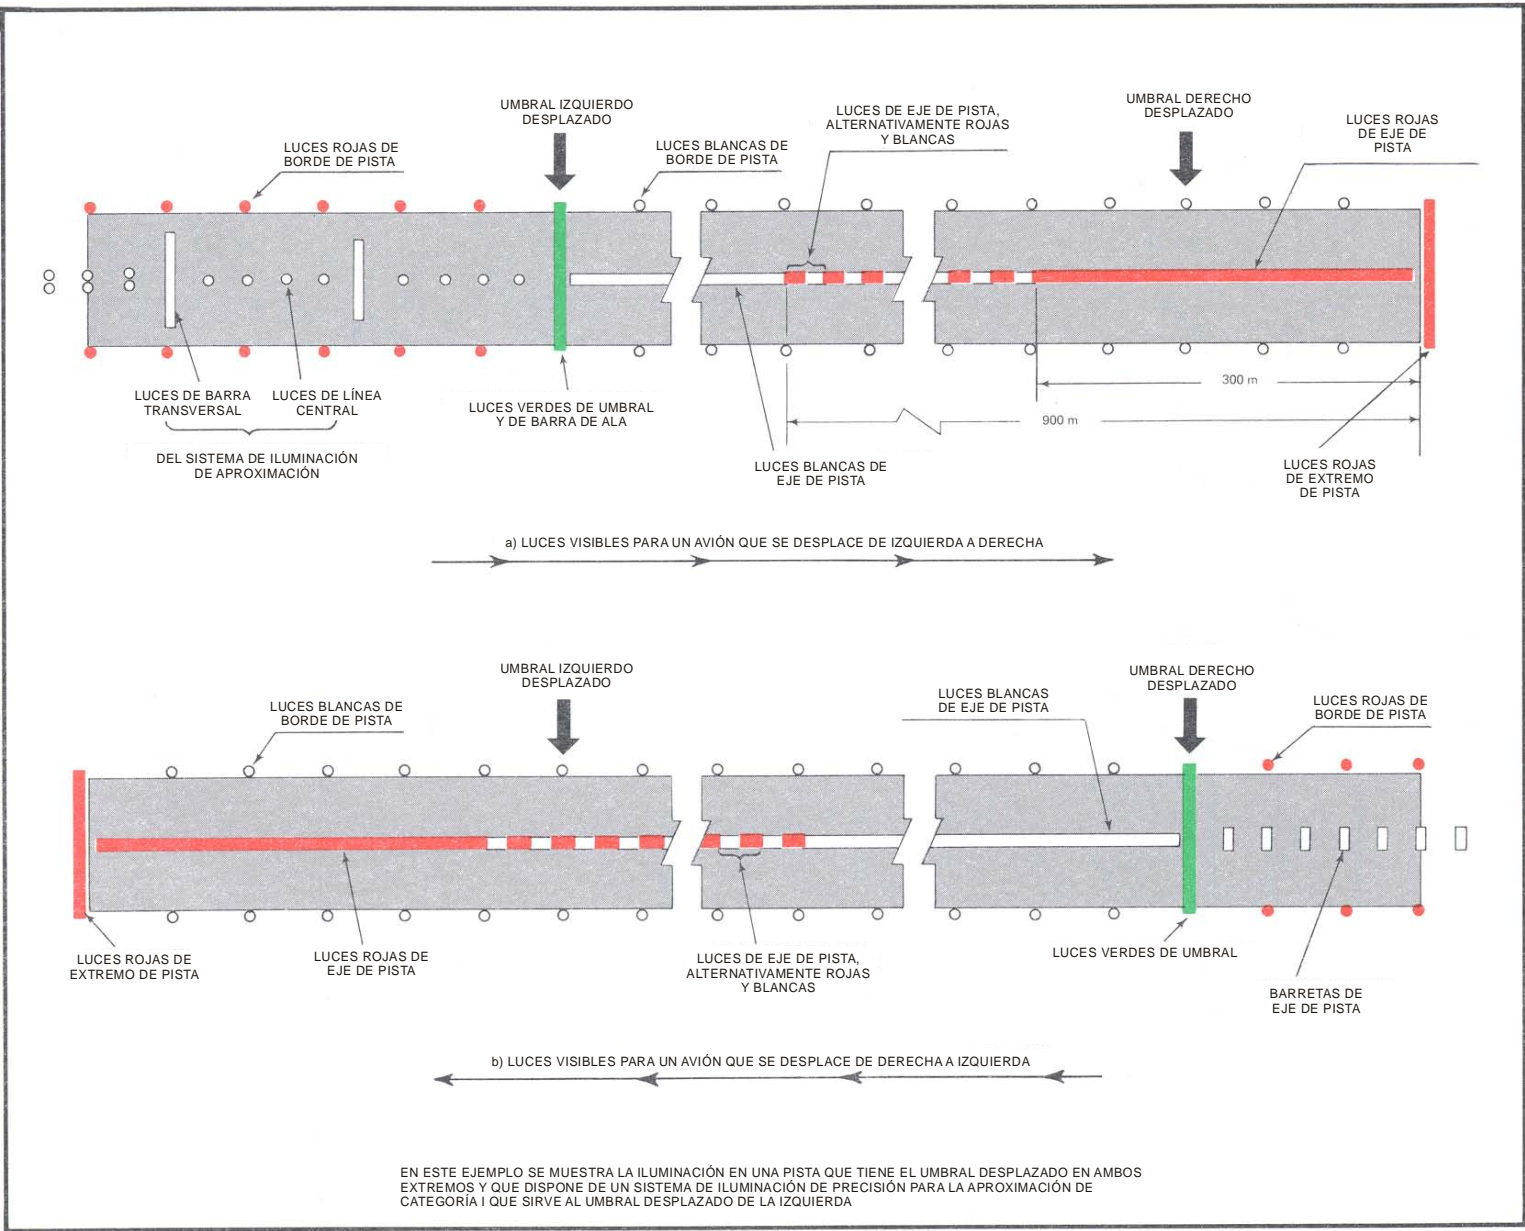 UMBRAL IZQUIERDO
DESPLAZADO
LUCES DE EJE DE PISTA,
ALTERNATIVAMENTE ROJAS
Y BLANCAS
UMBRAL DERECHO
DESPLAZADO
LUCES ROJAS
DE EJE DE
PISTA
LUCES ROJAS DE
BORDE DE PISTA
LUCES BLANCAS DE
BORDE DE PISTA
300 m
900 m
LUCES DE BARRA
TRANSVERSAL
LUCES DE LÍNEA
CENTRAL
DEL SISTEMA DE ILUMINACIÓN
DE APROXIMACIÓN
LUCES VERDES DE UMBRAL
Y DE BARRA DE ALA
LUCES BLANCAS DE
EJE DE PISTA
LUCES ROJAS
DE EXTREMO
DE PISTA
a) LUCES VISIBLES PARA UN AVIÓN QUE SE DESPLACE DE IZQUIERDA A DERECHA
UMBRAL IZQUIERDO
DESPLAZADO
UMBRAL DERECHO
DESPLAZADO
LUCES BLANCAS DE
BORDE DE PISTA
LUCES BLANCAS
DE EJE DE PISTA
LUCES ROJAS DE
BORDE DE PISTA
LUCES ROJAS DE
EXTREMO DE PISTA
LUCES ROJAS DE
EJE DE PISTA
LUCES DE EJE DE PISTA,
ALTERNATIVAMENTE ROJAS
Y BLANCAS
LUCES VERDES DE UMBRAL
BARRETAS DE
EJE DE PISTA
b) LUCES VISIBLES PARA UN AVIÓN QUE SE DESPLACE DE DERECHA A IZQUIERDA
EN ESTE EJEMPLO SE MUESTRA LA ILUMINACIÓN EN UNA PISTA QUE TIENE EL UMBRAL DESPLAZADO EN AMBOS
EXTREMOS Y QUE DISPONE DE UN SISTEMA DE ILUMINACIÓN DE PRECISIÓN PARA LA APROXIMACIÓN DE
CATEGORÍA I QUE SIRVE AL UMBRAL DESPLAZADO DE LA IZQUIERDA